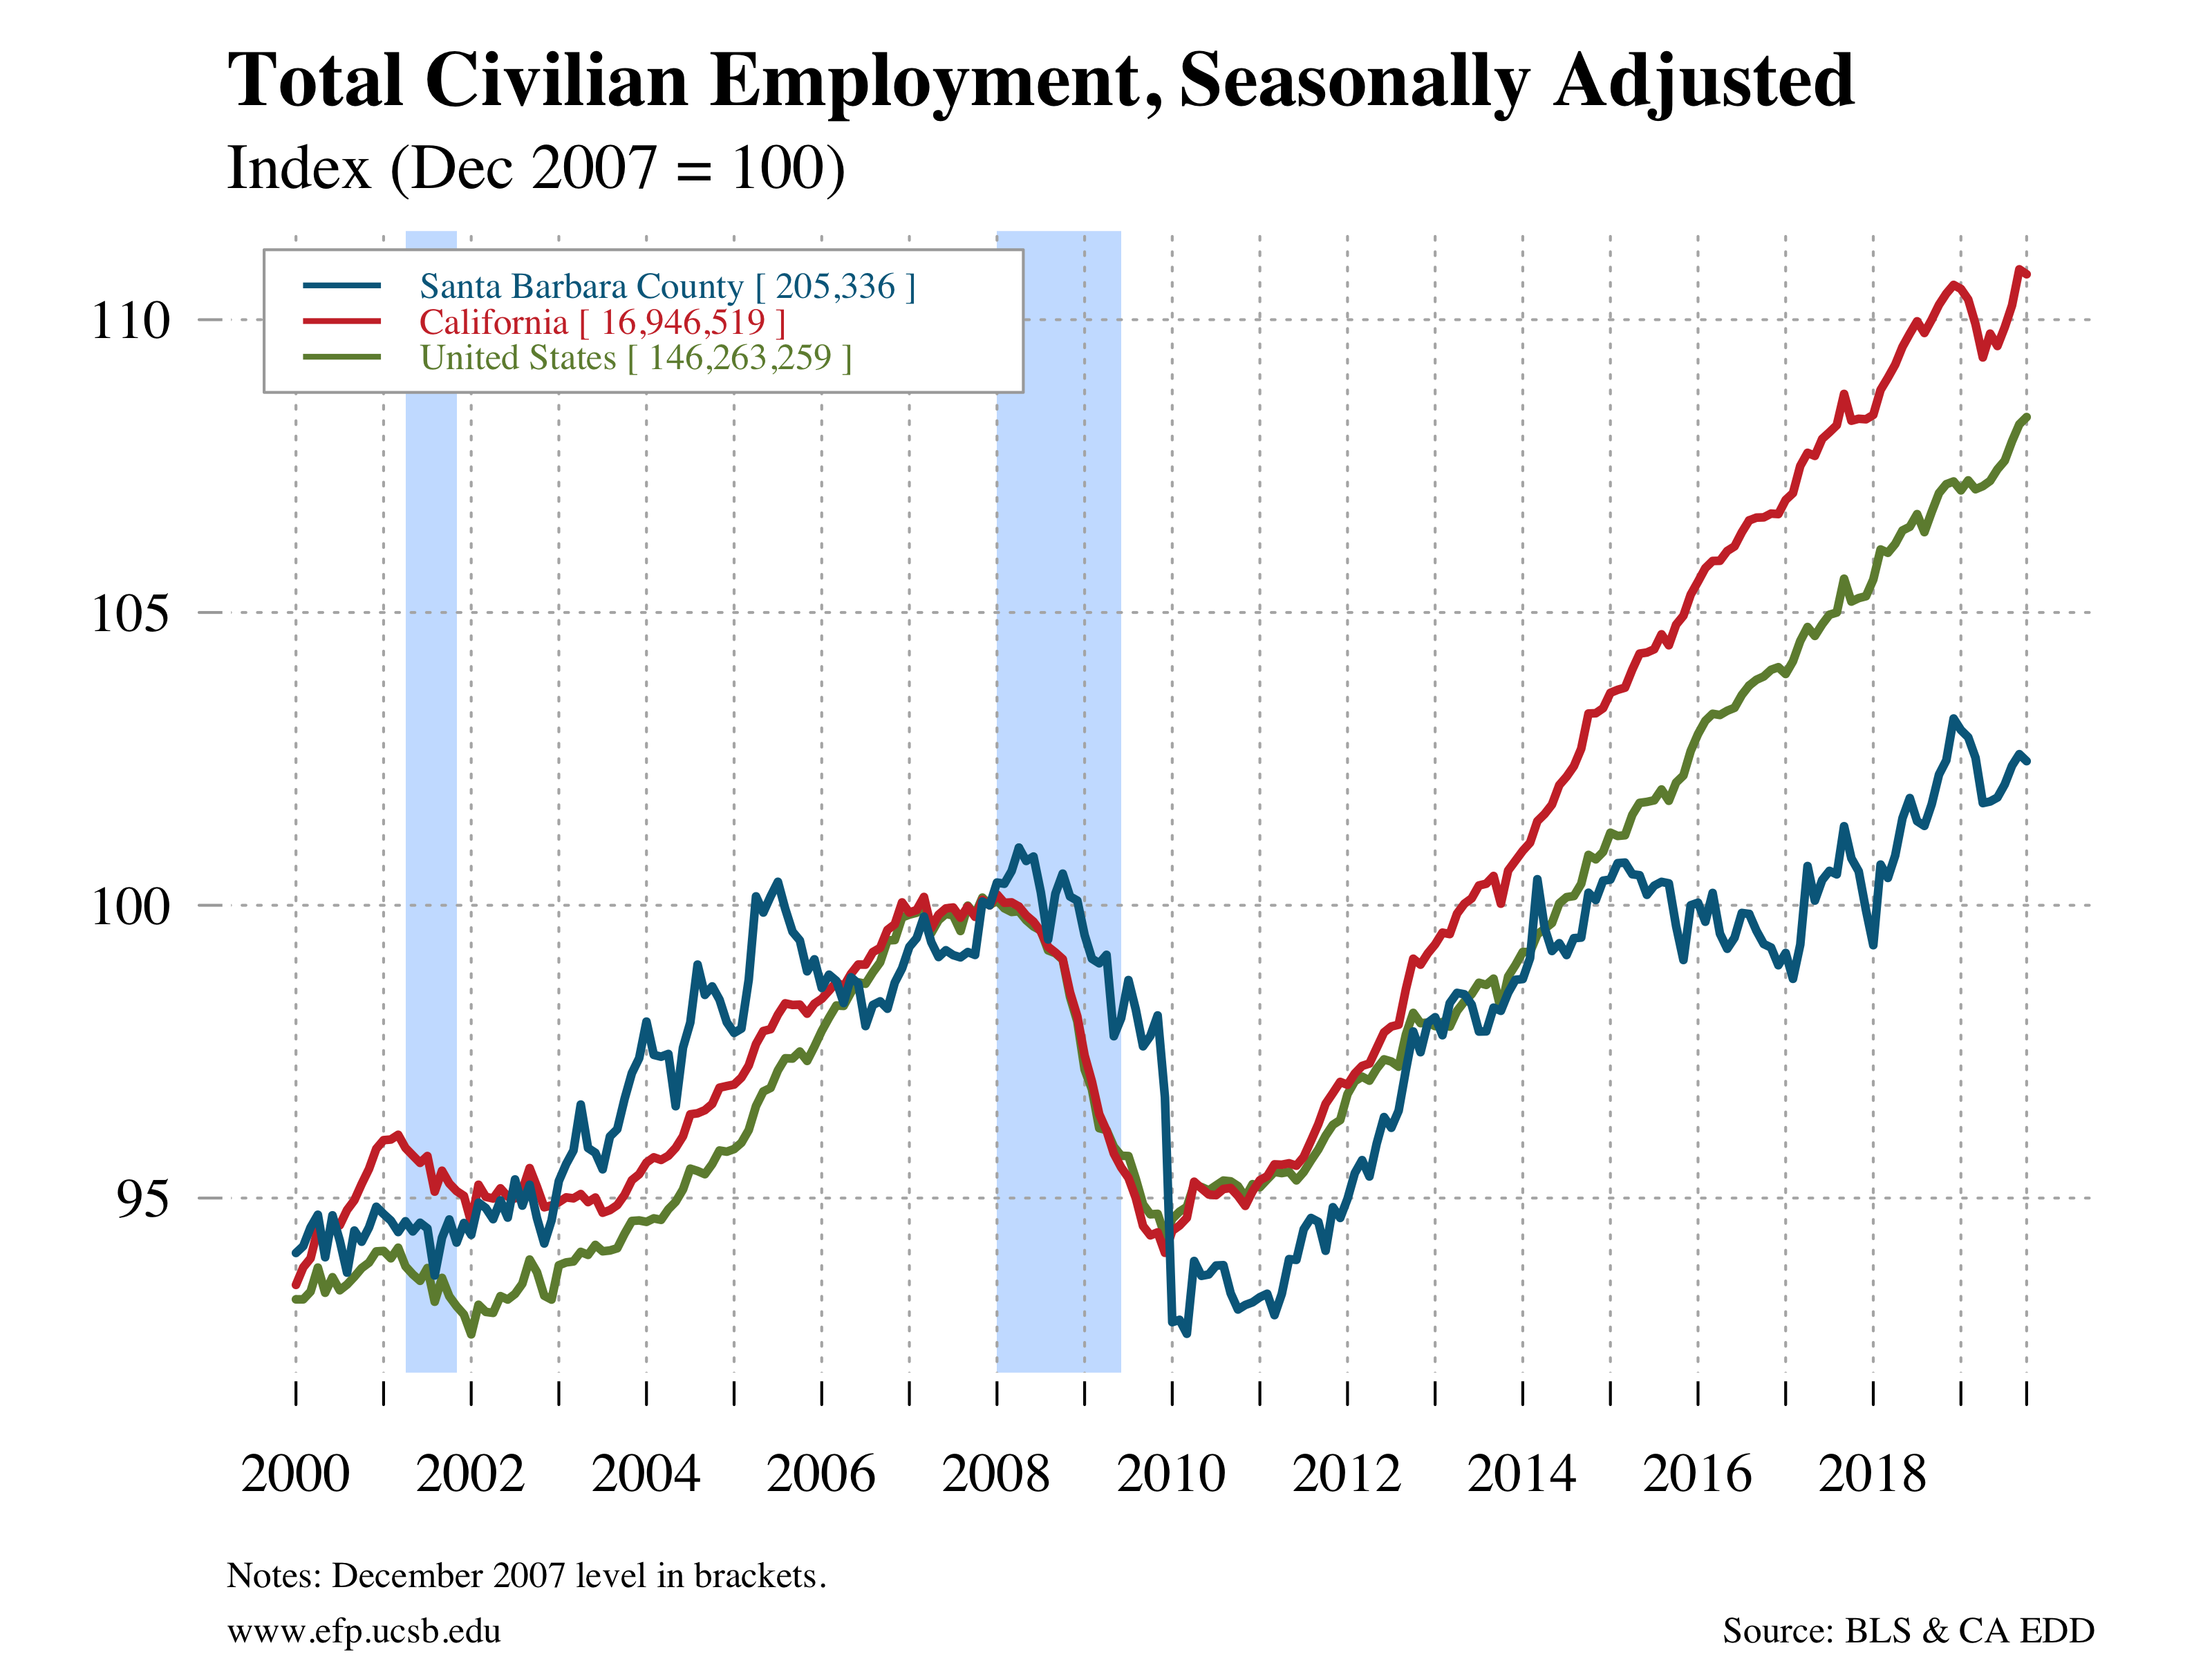 Total Civilian Employment, Seasonally Adjusted
Index (Dec 2007 = 100)
Santa Barbara County [ 205,336 ]
California [ 16,946,519 ]
United States [ 146,263,259 ]
110
105
100
95
2000 2002 2004 2006 2008 2010 2012 2014 2016 2018
Notes: December 2007 level in brackets.
www.efp.ucsb.edu
Source: BLS & CA EDD